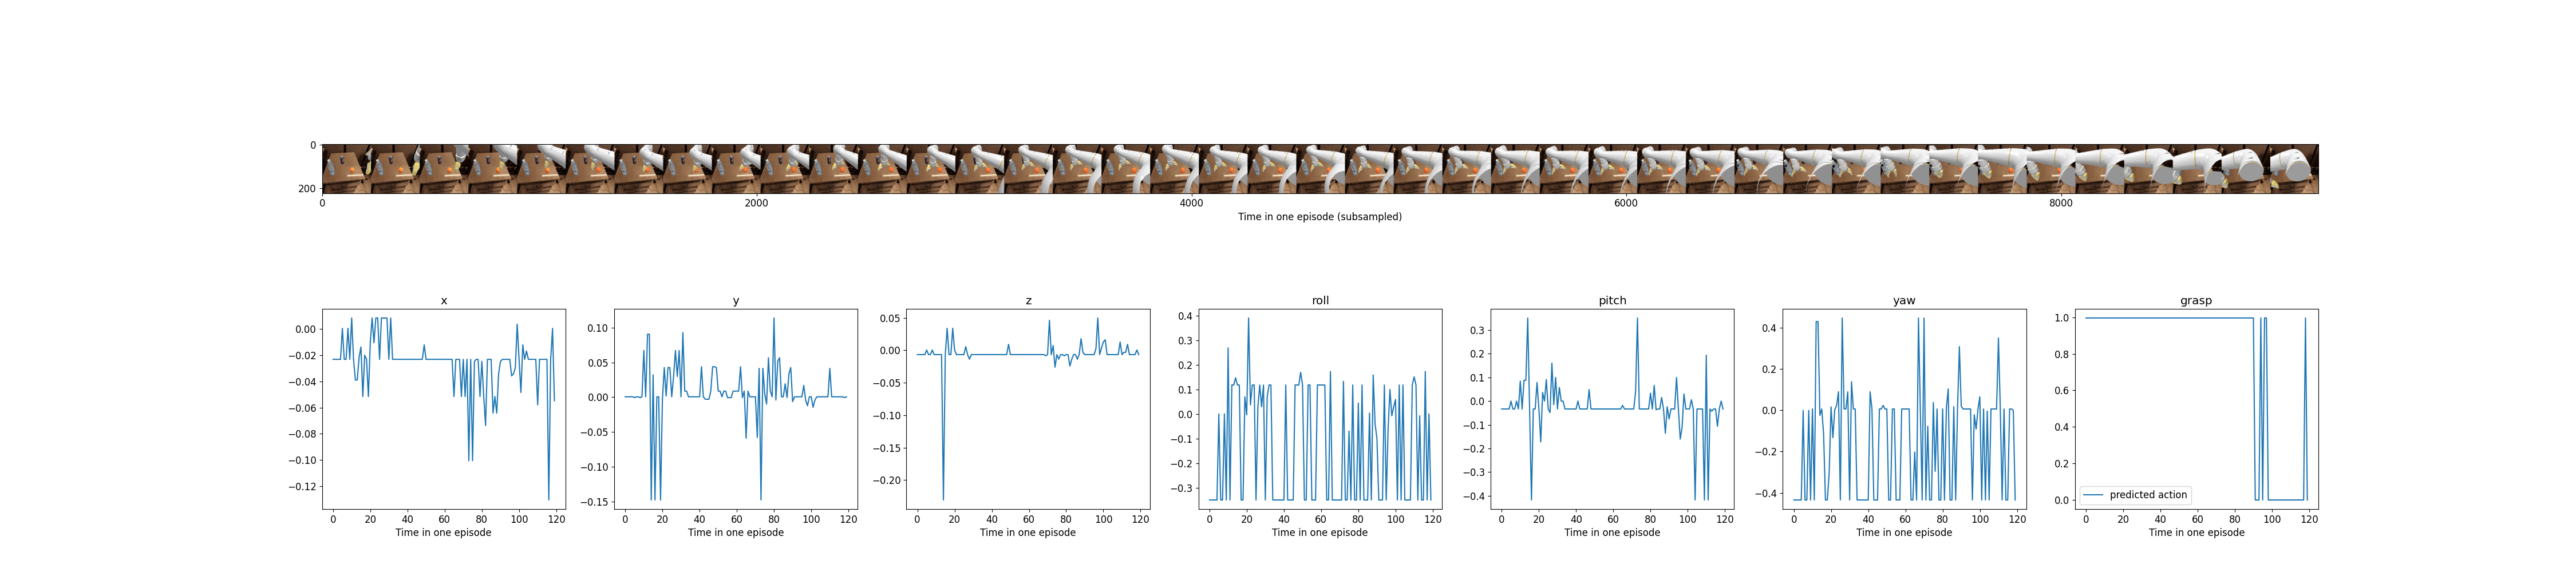 0
200
0 2000 4000 6000 8000
Time in one episode (subsampled)
x
0.00
−0.02
−0.04
−0.06
−0.08
−0.10
−0.12
0 20 40 60 80 100 120
Time in one episode
y
0.10
0.05
0.00
−0.05
−0.10
−0.15
0 20 40 60 80 100 120
Time in one episode
z
0.05
0.00
−0.05
−0.10
−0.15
−0.20
0 20 40 60 80 100 120
Time in one episode
roll
0.4
0.3
0.2
0.1
0.0
−0.1
−0.2
−0.3
0 20 40 60 80 100 120
Time in one episode
pitch
0.3
0.2
0.1
0.0
−0.1
−0.2
−0.3
−0.4
0 20 40 60 80 100 120
Time in one episode
yaw
0.4
0.2
0.0
−0.2
−0.4
0 20 40 60 80 100 120
Time in one episode
grasp
1.0
0.8
0.6
0.4
0.2
0.0
predicted action
0 20 40 60 80 100 120
Time in one episode